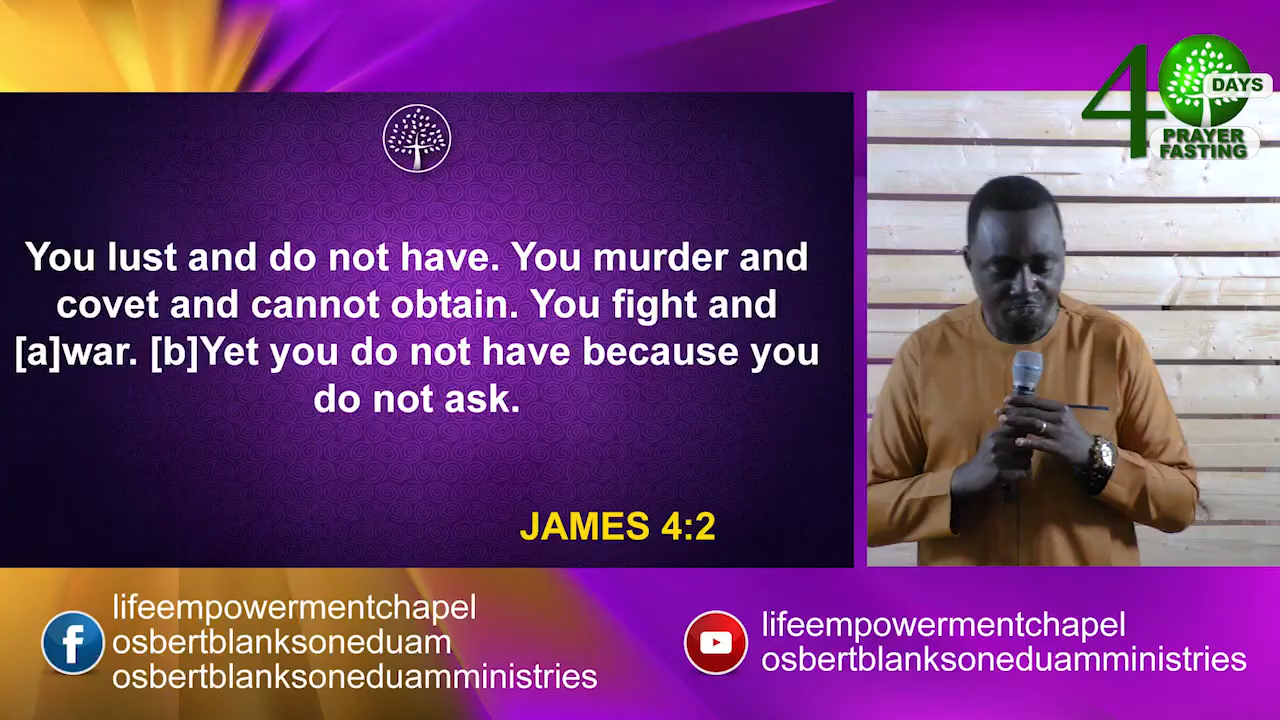 40 DAYS
PRAYER
FASTING
You lust and do not have. You murder and
covet and cannot obtain. You fight and
[a]war. [b]Yet you do not have because you
do not ask.
JAMES 4:2
lifeempowermentchapel
osbertblanksoneduam
osbertblanksoneduamministries
lifeempowermentchapel
osbertblanksoneduamministries